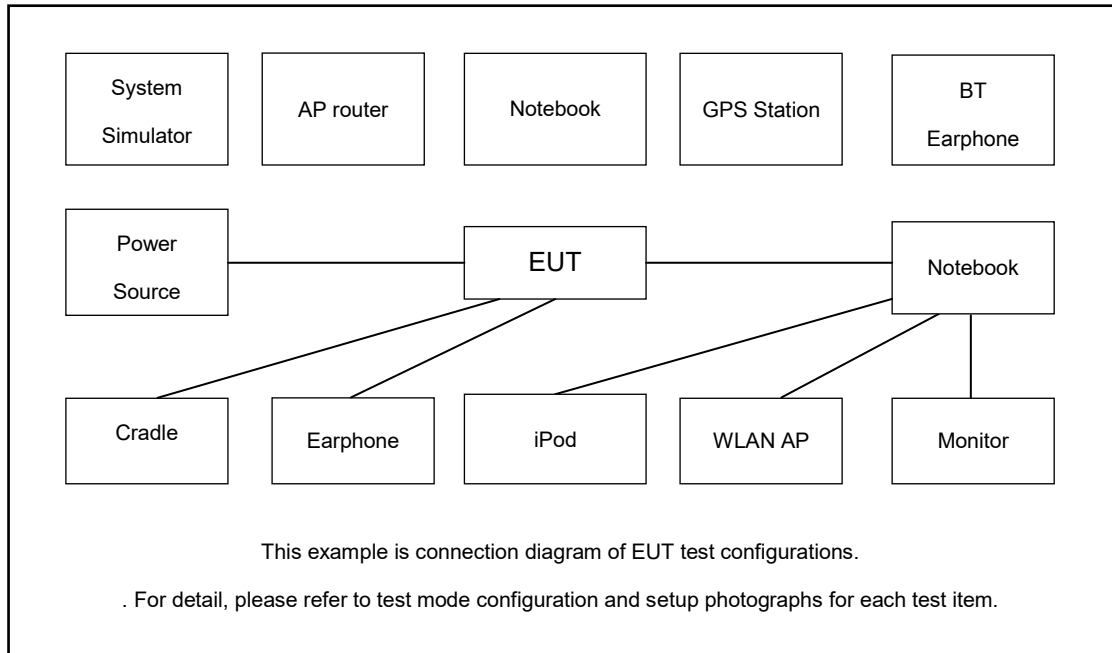 System
Simulator
AP router
Notebook
GPS Station
BT
Earphone
Power
Source
EUT
Notebook
Cradle
Earphone
iPod
WLAN AP
Monitor
This example is connection diagram of EUT test configurations.
. For detail, please refer to test mode configuration and setup photographs for each test item.